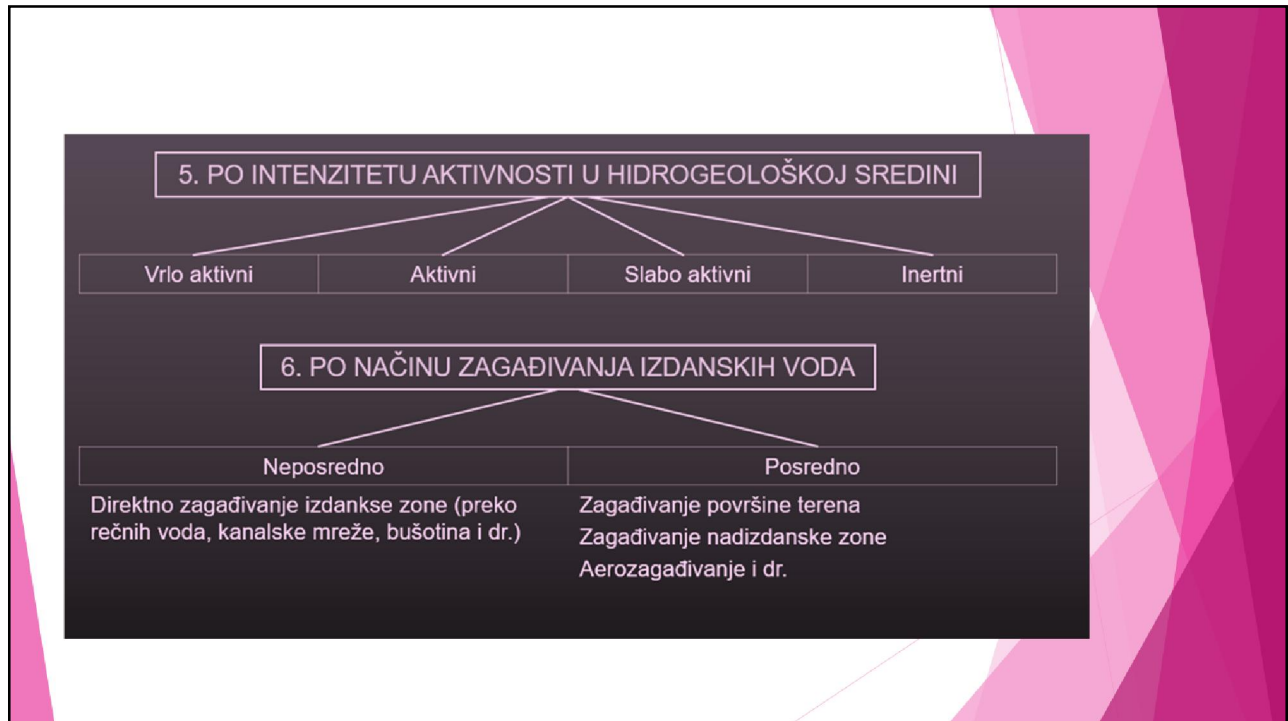 5. PO INTENZITETU AKTIVNOSTI U HIDROGEOLOŠKOJ SREDINI
Vrlo aktivni
Aktivni
Slabo aktivni
Inertni
6. PO NAČINU ZAGAĐIVANJA IZDANSKIH VODA
Neposredno
Direktno zagađivanje izdankse zone (preko
rečnih voda, kanalske mreže, bušotina i dr.)
Posredno
Zagađivanje površine terena
Zagađivanje nadizdanske zone
Aerozagađivanje i dr.